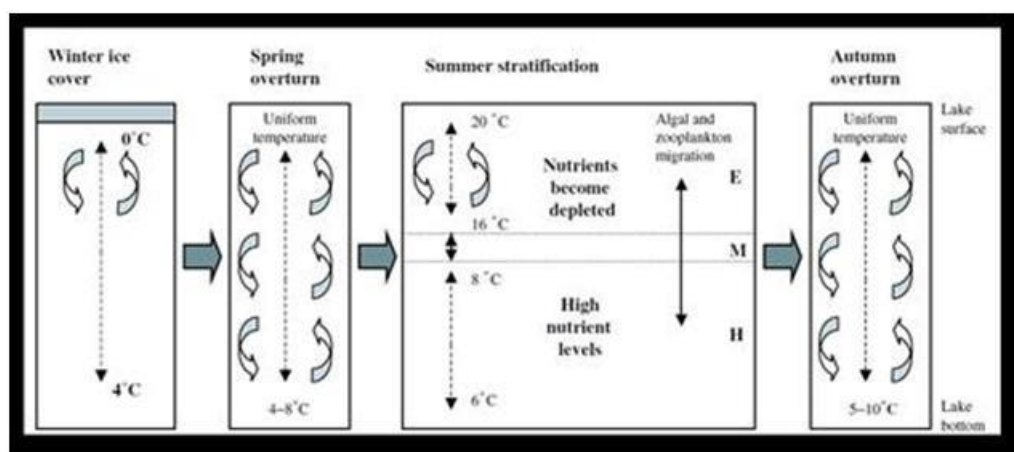 Winter ice
cover
0°C
4°C
Spring
overturn
Uniform
temperature
4–8°C
Summer stratification
20 °C
16 °C
8 °C
6°C
Nutrients
become
depleted
High
nutrient
levels
Algal and
zooplankton
migration
E
M
H
Autumn
overturn
Uniform
temperature
5–10°C
Lake
surface
Lake
bottom